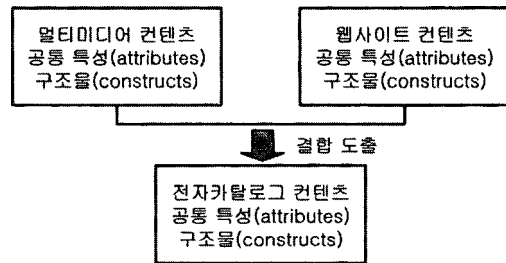 멀티미디어 컨텐츠
공통 특성(attributes)
구조물(constructs)
웹사이트 컨텐츠
공통 특성(attributes)
구조물(constructs)
결합 도출
전자카탈로그 컨텐츠
공통 특성(attributes)
구조물(constructs)